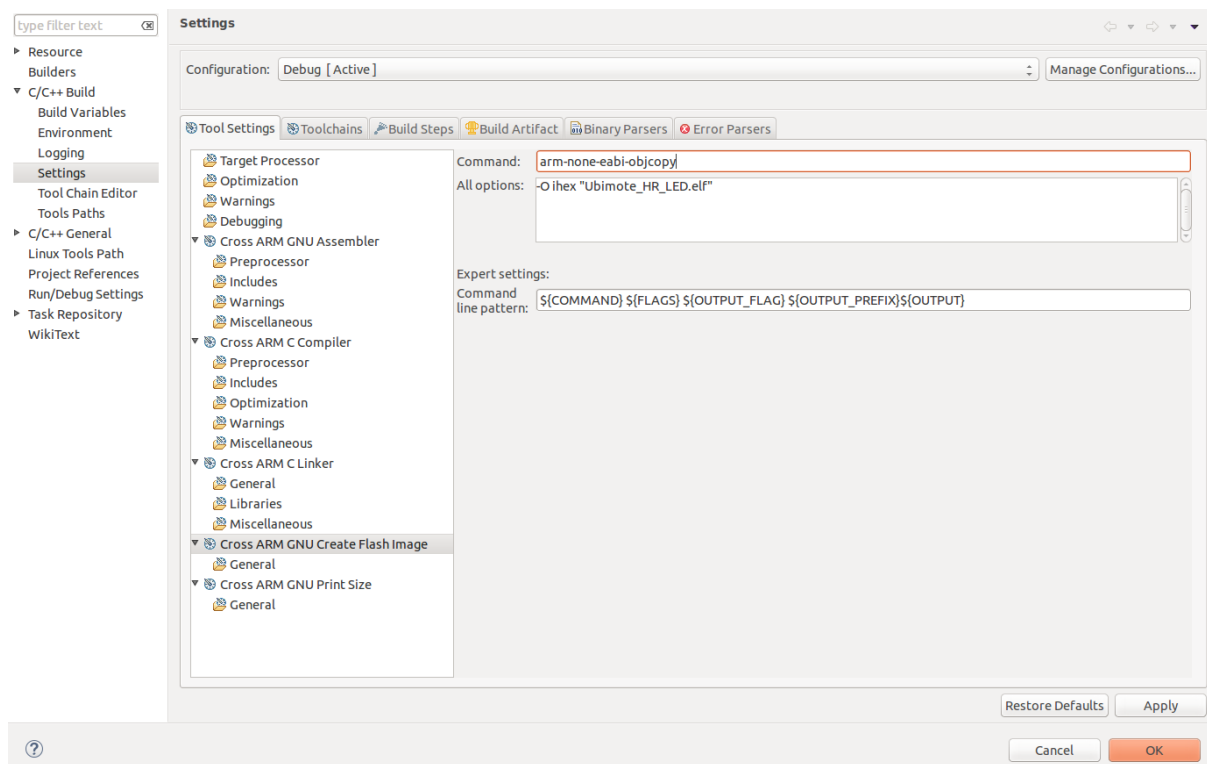 type filter text
Resource
Builders
C/C++ Build
Build Variables
Environment
Logging
Settings
Tool Chain Editor
Tools Paths
C/C++ General
Linux Tools Path
Project References
Run/Debug Settings
Task Repository
WikiText
Settings
Configuration: Debug [ Active ] Manage Configurations...
Tool Settings Toolchains Build Steps Build Artifact Binary Parsers Error Parsers
Target Processor
Optimization
Warnings
Debugging
Cross ARM GNU Assembler
Preprocessor
Includes
Warnings
Miscellaneous
Cross ARM C Compiler
Preprocessor
Includes
Optimization
Warnings
Miscellaneous
Cross ARM C Linker
General
Libraries
Miscellaneous
Cross ARM GNU Create Flash Image
General
Cross ARM GNU Print Size
General
Command: arm-none-eabi-objcopy
All options: -O ihex "Ubimote_HR_LED.elf"
Expert settings:
Command
line pattern: ${COMMAND} ${FLAGS} ${OUTPUT_FLAG} ${OUTPUT_PREFIX}${OUTPUT}
Restore Defaults Apply
Cancel OK